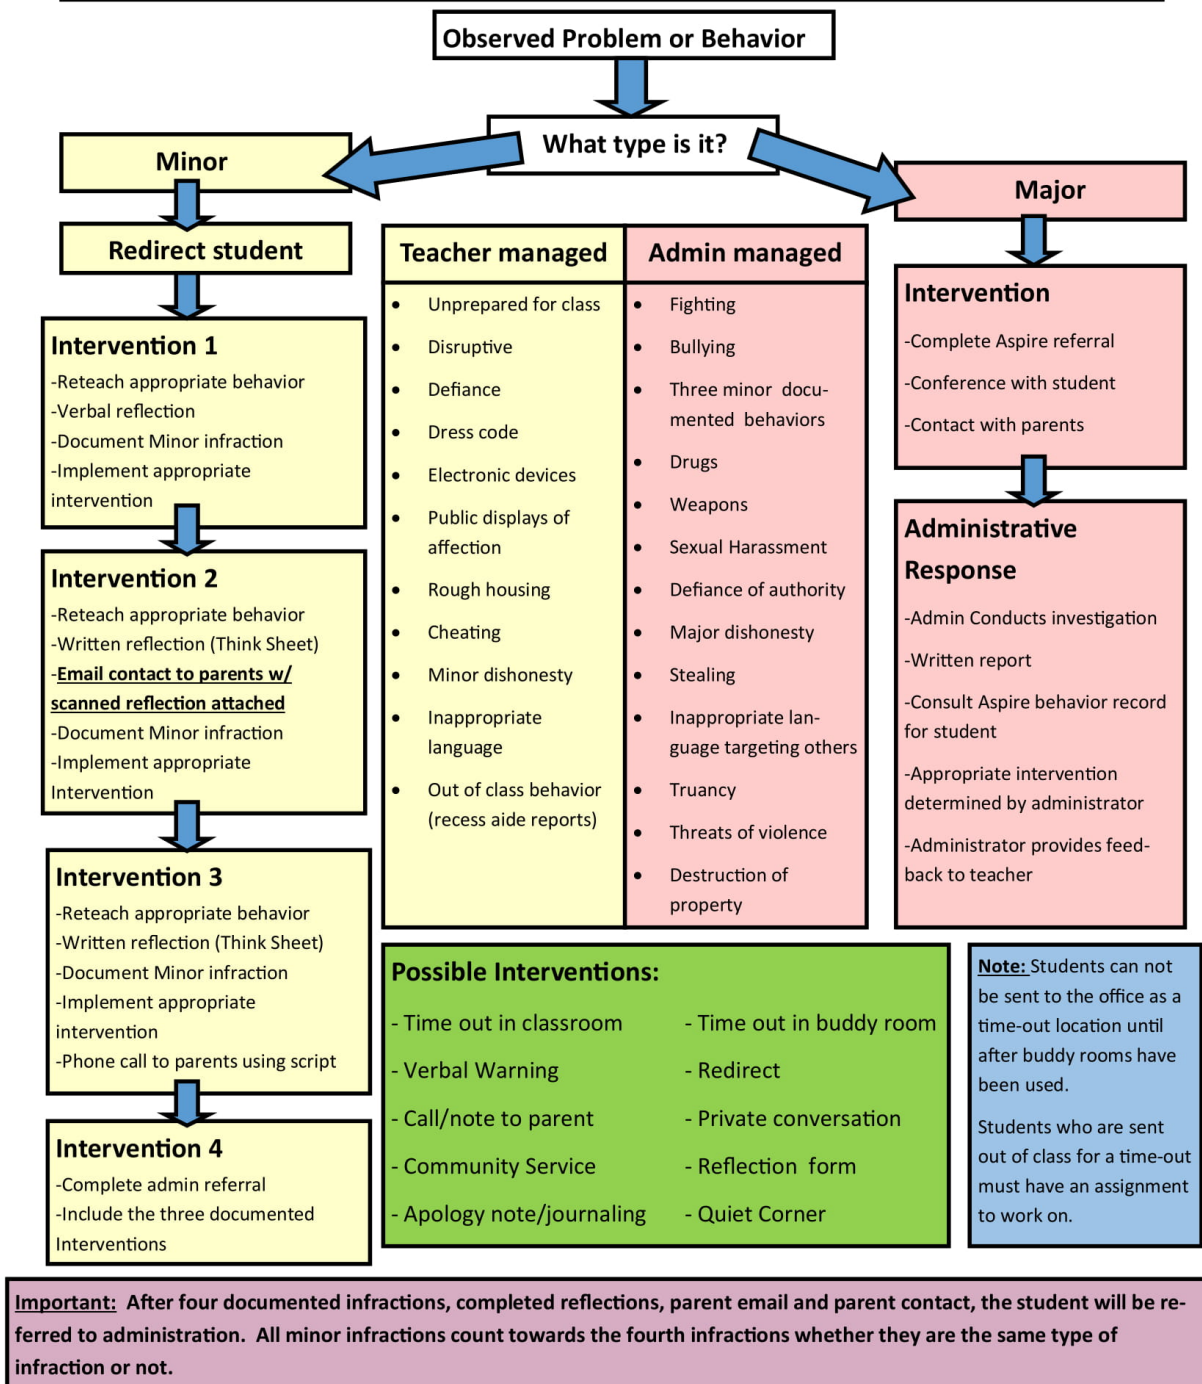 Observed Problem or Behavior
What type is it?
Minor
Redirect student
Intervention 1
-Reteach appropriate behavior
-Verbal reflection
-Document Minor infraction
-Implement appropriate
intervention
Intervention 2
-Reteach appropriate behavior
-Written reflection (Think Sheet)
-Email contact to parents w/
scanned reflection attached
-Document Minor infraction
-Implement appropriate
Intervention
Intervention 3
-Reteach appropriate behavior
-Written reflection (Think Sheet)
-Document Minor infraction
-Implement appropriate
intervention
-Phone call to parents using script
Intervention 4
-Complete admin referral
-Include the three documented
Interventions
Teacher managed
• Unprepared for class
• Disruptive
• Defiance
• Dress code
• Electronic devices
• Public displays of
affection
• Rough housing
• Cheating
• Minor dishonesty
• Inappropriate
language
• Out of class behavior
(recess aide reports)
Admin managed
• Fighting
• Bullying
• Three minor docu-
mented behaviors
• Drugs
• Weapons
• Sexual Harassment
• Defiance of authority
• Major dishonesty
• Stealing
• Inappropriate lan-
guage targeting others
• Truancy
• Threats of violence
• Destruction of
property
Major
Intervention
-Complete Aspire referral
-Conference with student
-Contact with parents
Administrative
Response
-Admin Conducts investigation
-Written report
-Consult Aspire behavior record
for student
-Appropriate intervention
determined by administrator
-Administrator provides feed-
back to teacher
Possible Interventions:
- Time out in classroom
- Verbal Warning
- Call/note to parent
- Community Service
- Apology note/journaling
- Time out in buddy room
- Redirect
- Private conversation
- Reflection form
- Quiet Corner
Note: Students can not
be sent to the office as a
time-out location until
after buddy rooms have
been used.
Students who are sent
out of class for a time-out
must have an assignment
to work on.
Important: After four documented infractions, completed reflections, parent email and parent contact, the student will be re-
ferred to administration. All minor infractions count towards the fourth infractions whether they are the same type of
infraction or not.